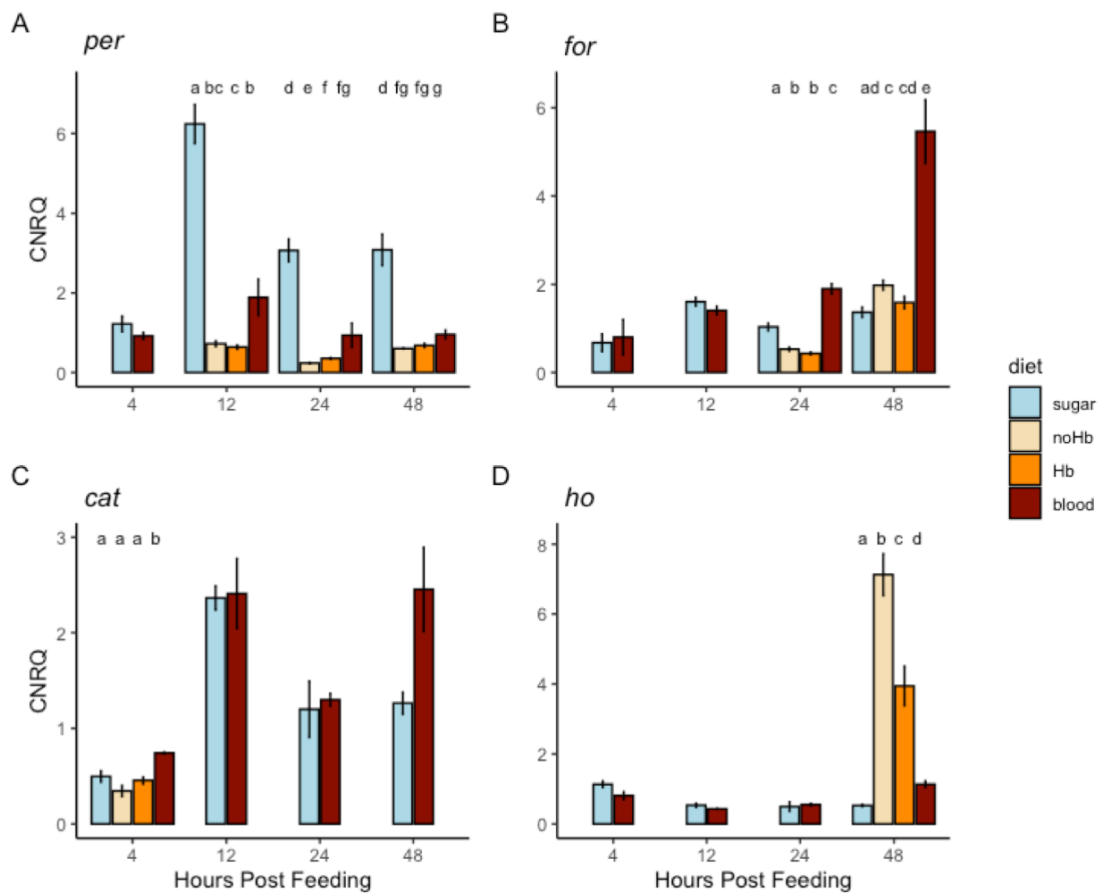 A
per
B
for
a bc c b d e f fg d fg fg g
a b b c ad c cd e
6
4
2
0
CNRQ
4 12 24 48
6
4
2
0
4 12 24 48
diet
sugar
noHb
Hb
blood
C
cat
D
ho
a a a b
a b c d
3
2
1
0
CNRQ
4 12 24 48
Hours Post Feeding
8
6
4
2
0
4 12 24 48
Hours Post Feeding